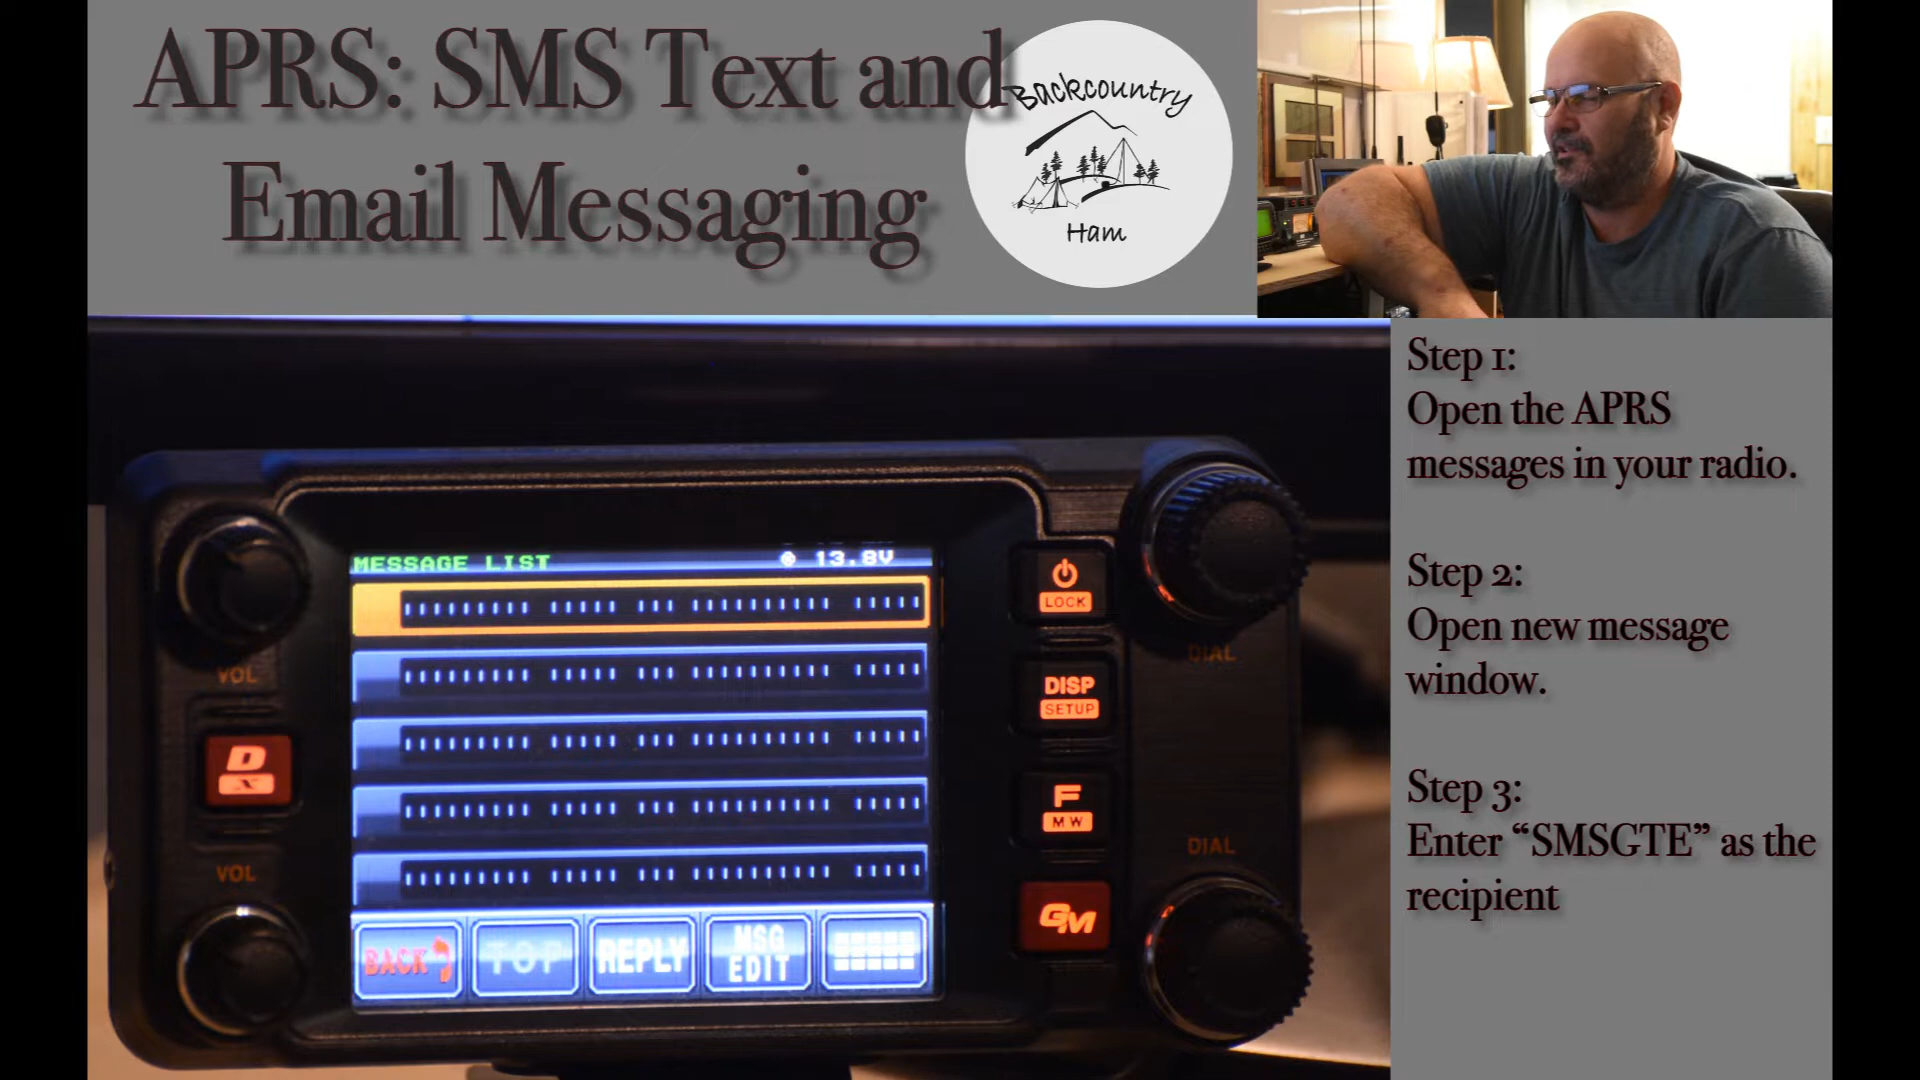 APRS: SMS Text and
Email Messaging
Backcountry
Ham
Step 1:
Open the APRS
messages in your radio.
Step 2:
Open new message
window.
Step 3:
Enter “SMSGTE” as the
recipient
MESSAGE LIST
13.8V
BACK
TOP
REPLY
MSG
EDIT
VOL
D
X
VOL
LOCK
DISP
SETUP
F
MW
GM
DIAL
DIAL